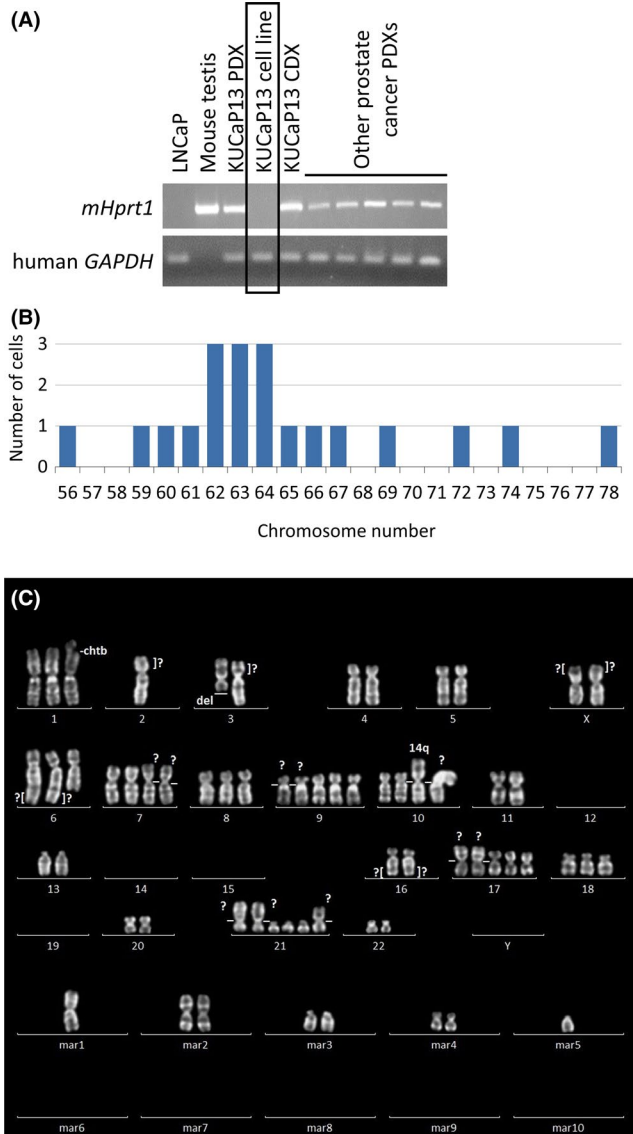 (A)
LNCaP
Mouse testis
KUCaP13 PDX
KUCaP13 cell line
KUCaP13 CDX
Other prostate
cancer PDXs
mHprt1
human GAPDH
(B)
Number of cells
3
2
1
0
56 57 58 59 60 61 62 63 64 65 66 67 68 69 70 71 72 73 74 75 76 77 78
Chromosome number
(C)
-chtb ]? ]? ?[ ]?
del
1 2 3 4 5 X
14q
? ? ? ? ?
?[ ]?
6 7 8 9 10 11 12
? ?
?[ ]?
13 14 15 16 17 18
? ? ?
19 20 21 22 Y
mar1 mar2 mar3 mar4 mar5
mar6 mar7 mar8 mar9 mar10